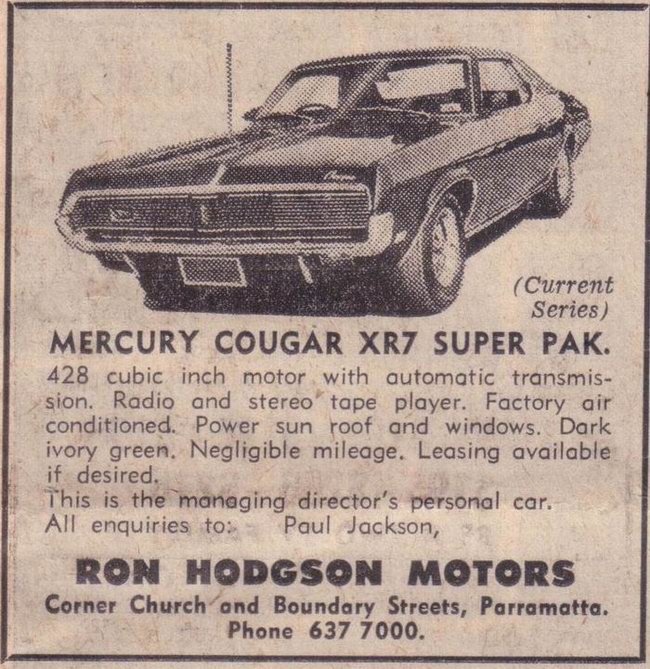 (Current
Series)
MERCURY COUGAR XR7 SUPER PAK.
428 cubic inch motor with automatic transmis-
sion. Radio and stereo tape player. Factory air
conditioned. Power sun roof and windows. Dark
ivory green. Negligible mileage. Leasing available
if desired.
This is the managing director's personal car.
All enquiries to: Paul Jackson,
RON HODGSON MOTORS
Corner Church and Boundary Streets, Parramatta.
Phone 637 7000.